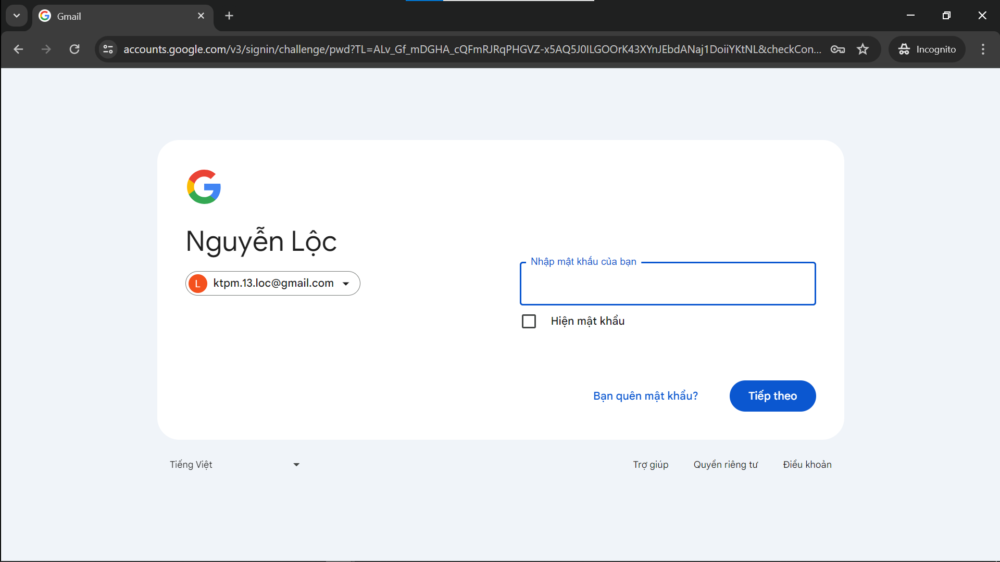 Gmail
accounts.google.com/v3/signin/challenge/pwd?TL=ALv_Gf_mDGHA_cQFmRJRqPHGVZ-x5AQ5J0ILGOOrK43XYnJEbdANaj1DoiiYKtNL&checkCon...
Incognito
Nguyễn Lộc
Nhập mật khẩu của bạn
L ktpm.13.loc@gmail.com
Hiện mật khẩu
Bạn quên mật khẩu? Tiếp theo
Tiếng Việt Trợ giúp Quyền riêng tư Điều khoản